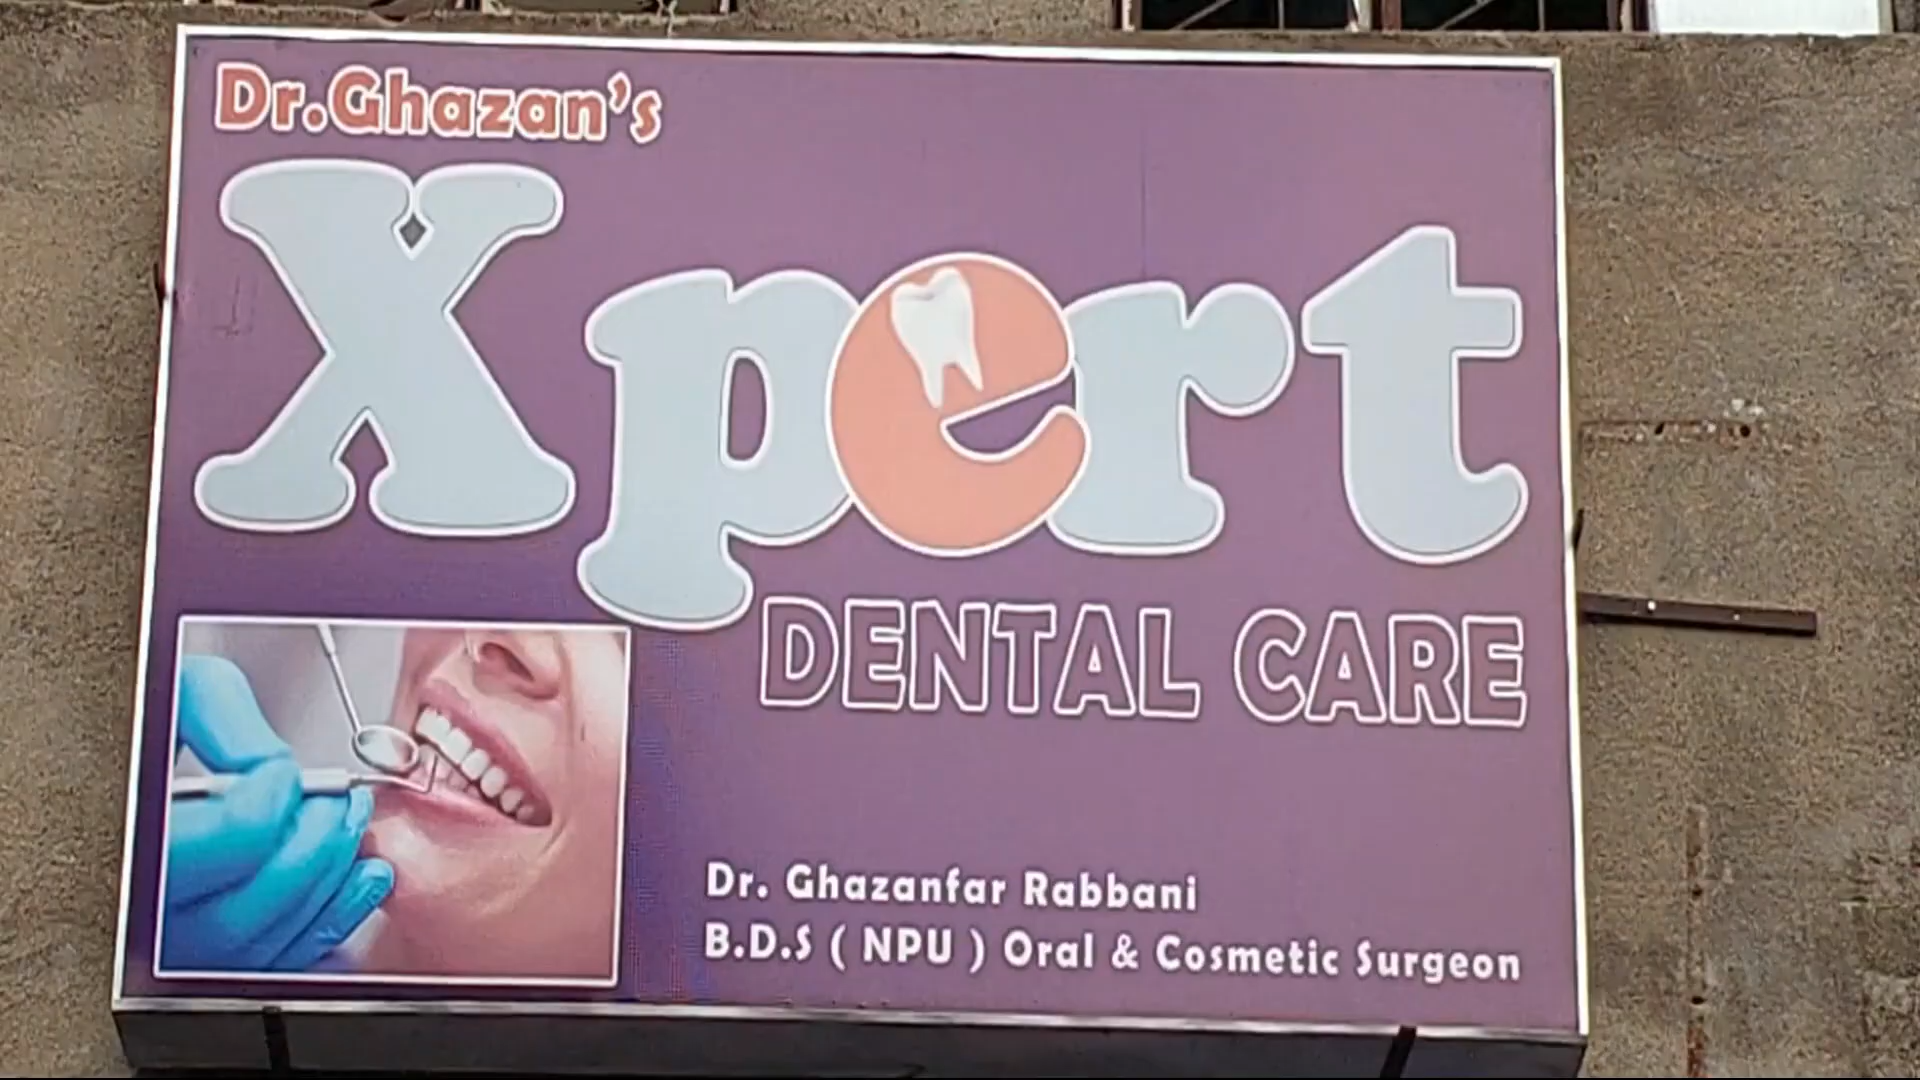 Dr.Ghazan's
Xpert
DENTAL CARE
Dr. Ghazanfar Rabbani
B.D.S ( NPU ) Oral & Cosmetic Surgeon